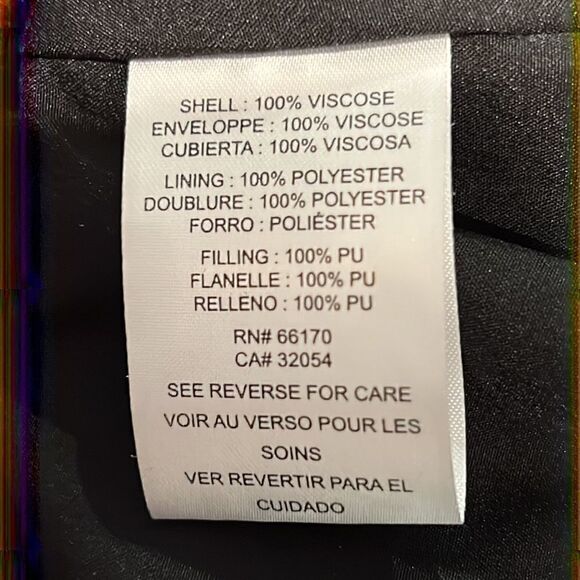 SHELL : 100% VISCOSE
ENVELOPPE : 100% VISCOSE
CUBIERTA : 100% VISCOSA
LINING : 100% POLYESTER
DOUBLURE : 100% POLYESTER
FORRO : POLIÉSTER
FILLING : 100% PU
FLANELLE : 100% PU
RELLENO : 100% PU
RN# 66170
CA# 32054
SEE REVERSE FOR CARE
VOIR AU VERSO POUR LES
SOINS
VER REVERTIR PARA EL
CUIDADO